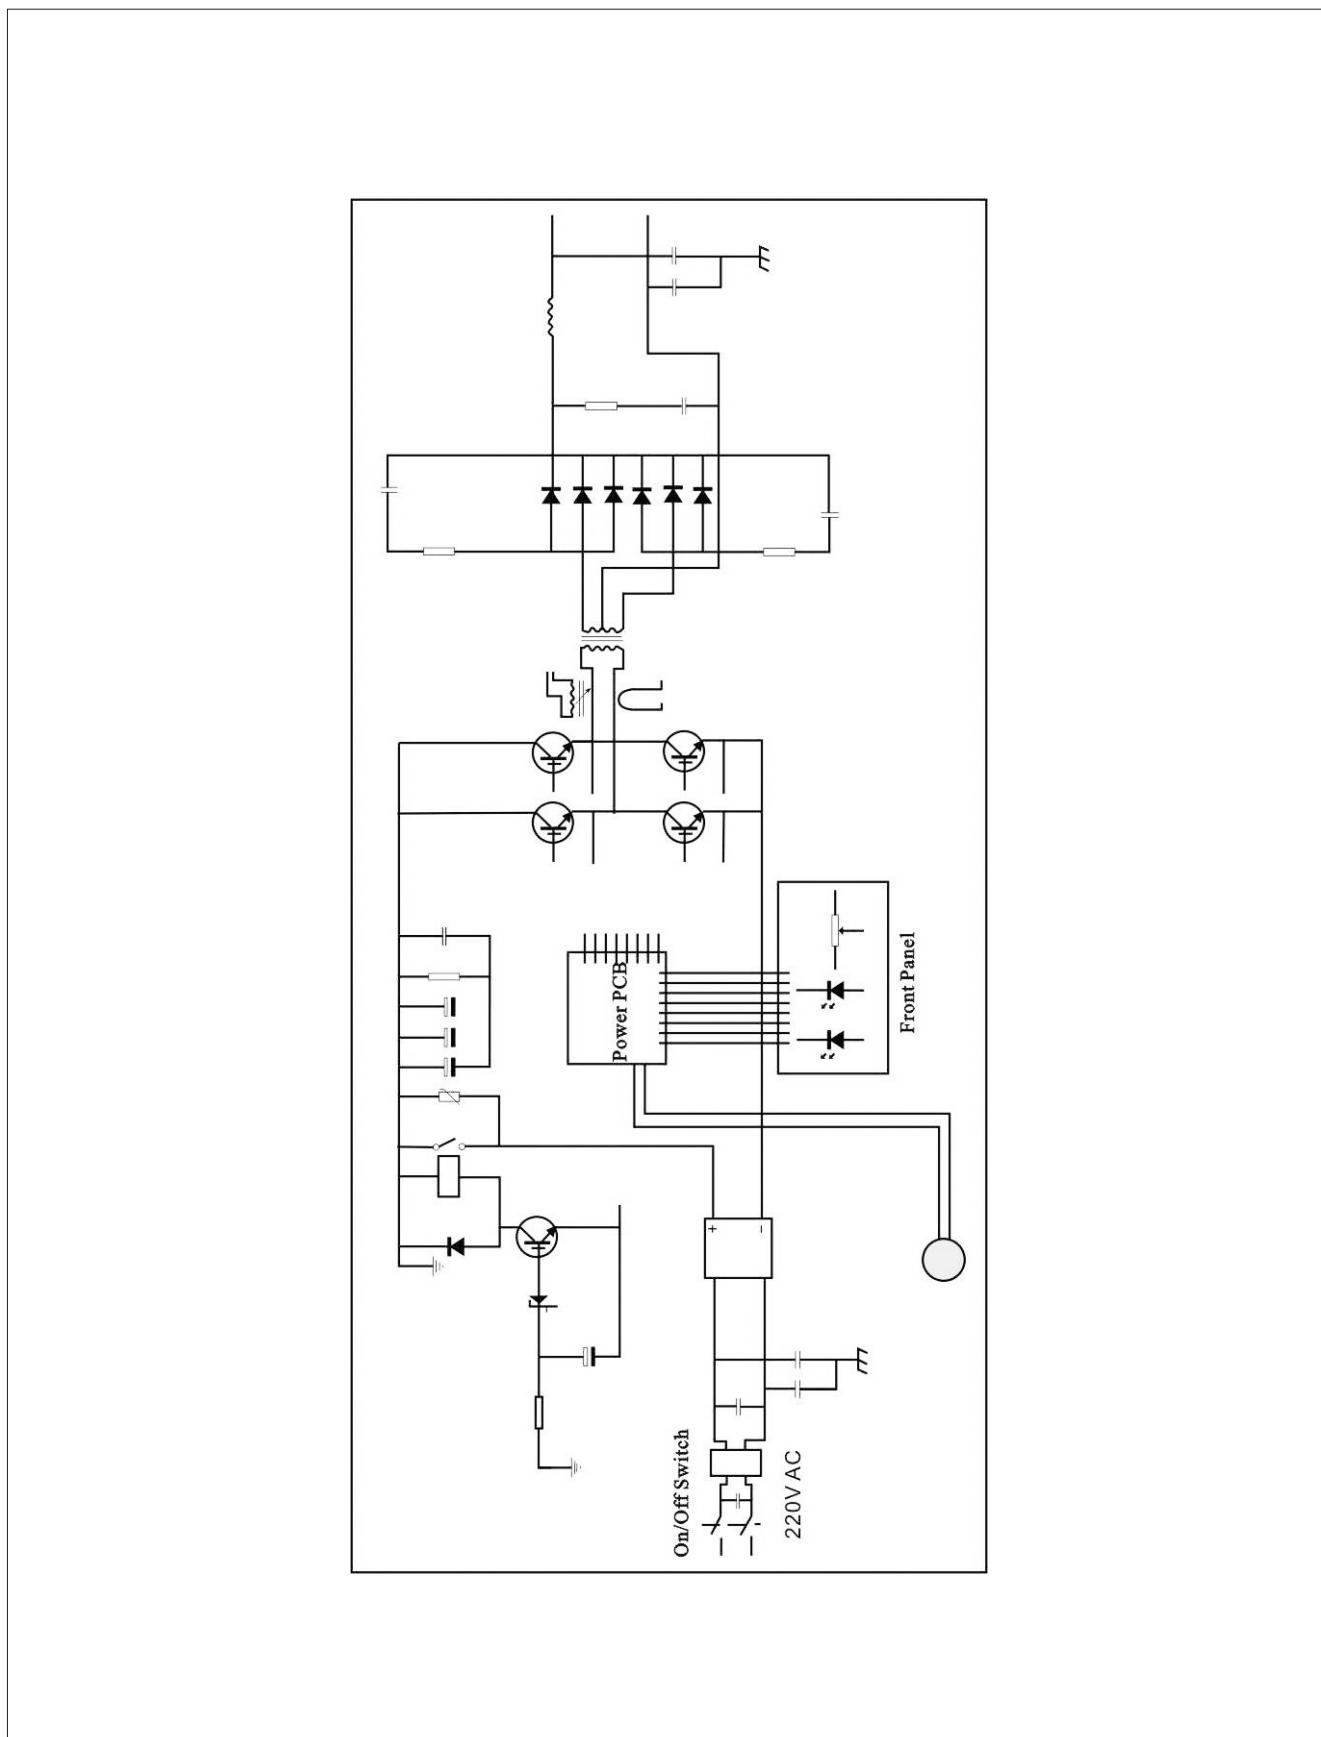 Power PCB
Front Panel
+
−
On/Off Switch
220V AC